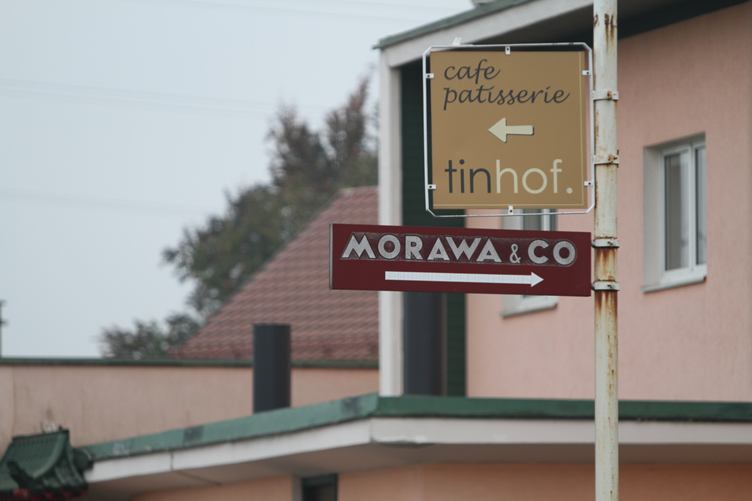 cafe
patisserie
tinhof.
MORAWA & CO